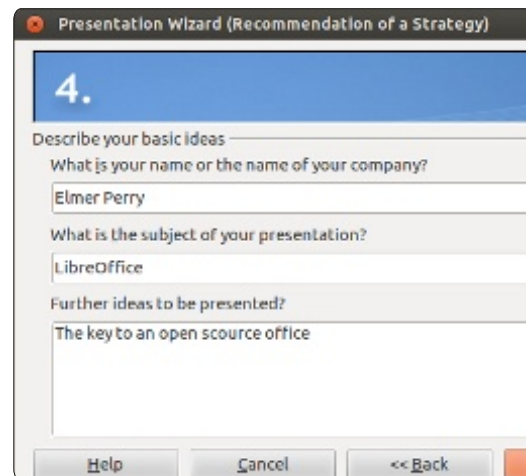 Presentation Wizard (Recommendation of a Strategy)
4.
Describe your basic ideas
What is your name or the name of your company?
Elmer Perry
What is the subject of your presentation?
LibreOffice
Further ideas to be presented?
The key to an open scource office
Help Cancel << Back